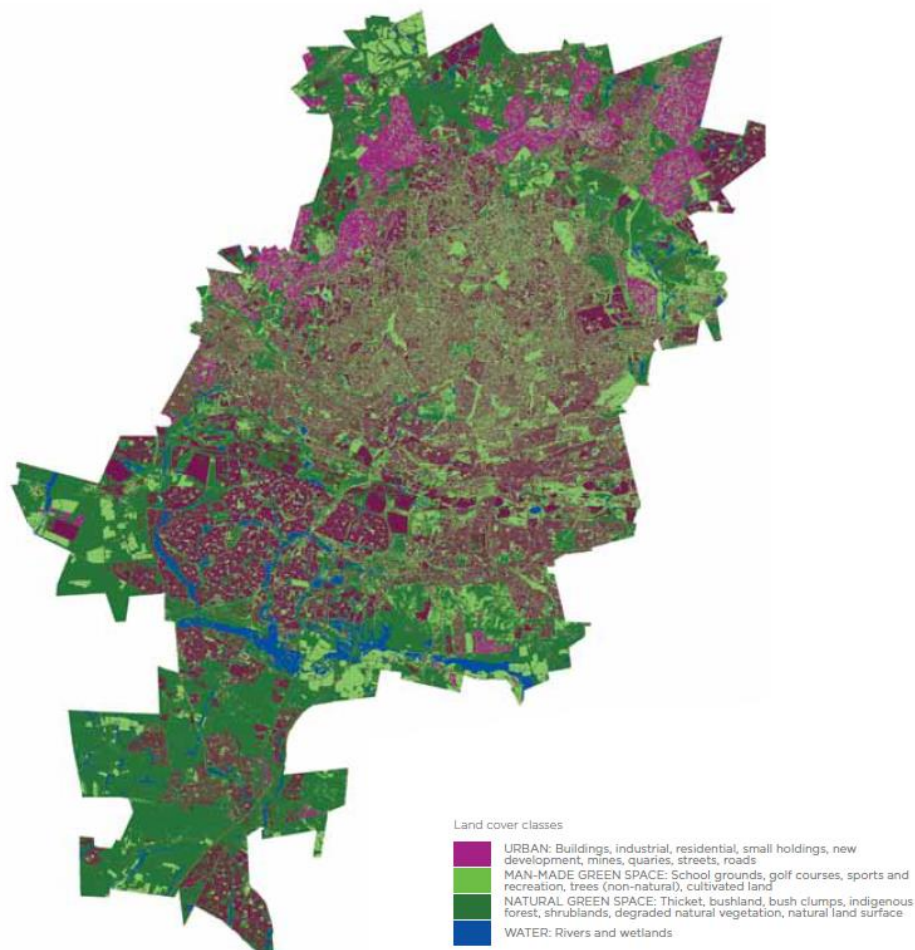 Land cover classes
URBAN: Buildings, industrial, residential, small holdings, new
development, mines, quaries, streets, roads
MAN-MADE GREEN SPACE: School grounds, golf courses, sports and
recreation, trees (non-natural), cultivated land
NATURAL GREEN SPACE: Thicket, bushland, bush clumps, indigenous
forest, shrublands, degraded natural vegetation, natural land surface
WATER: Rivers and wetlands